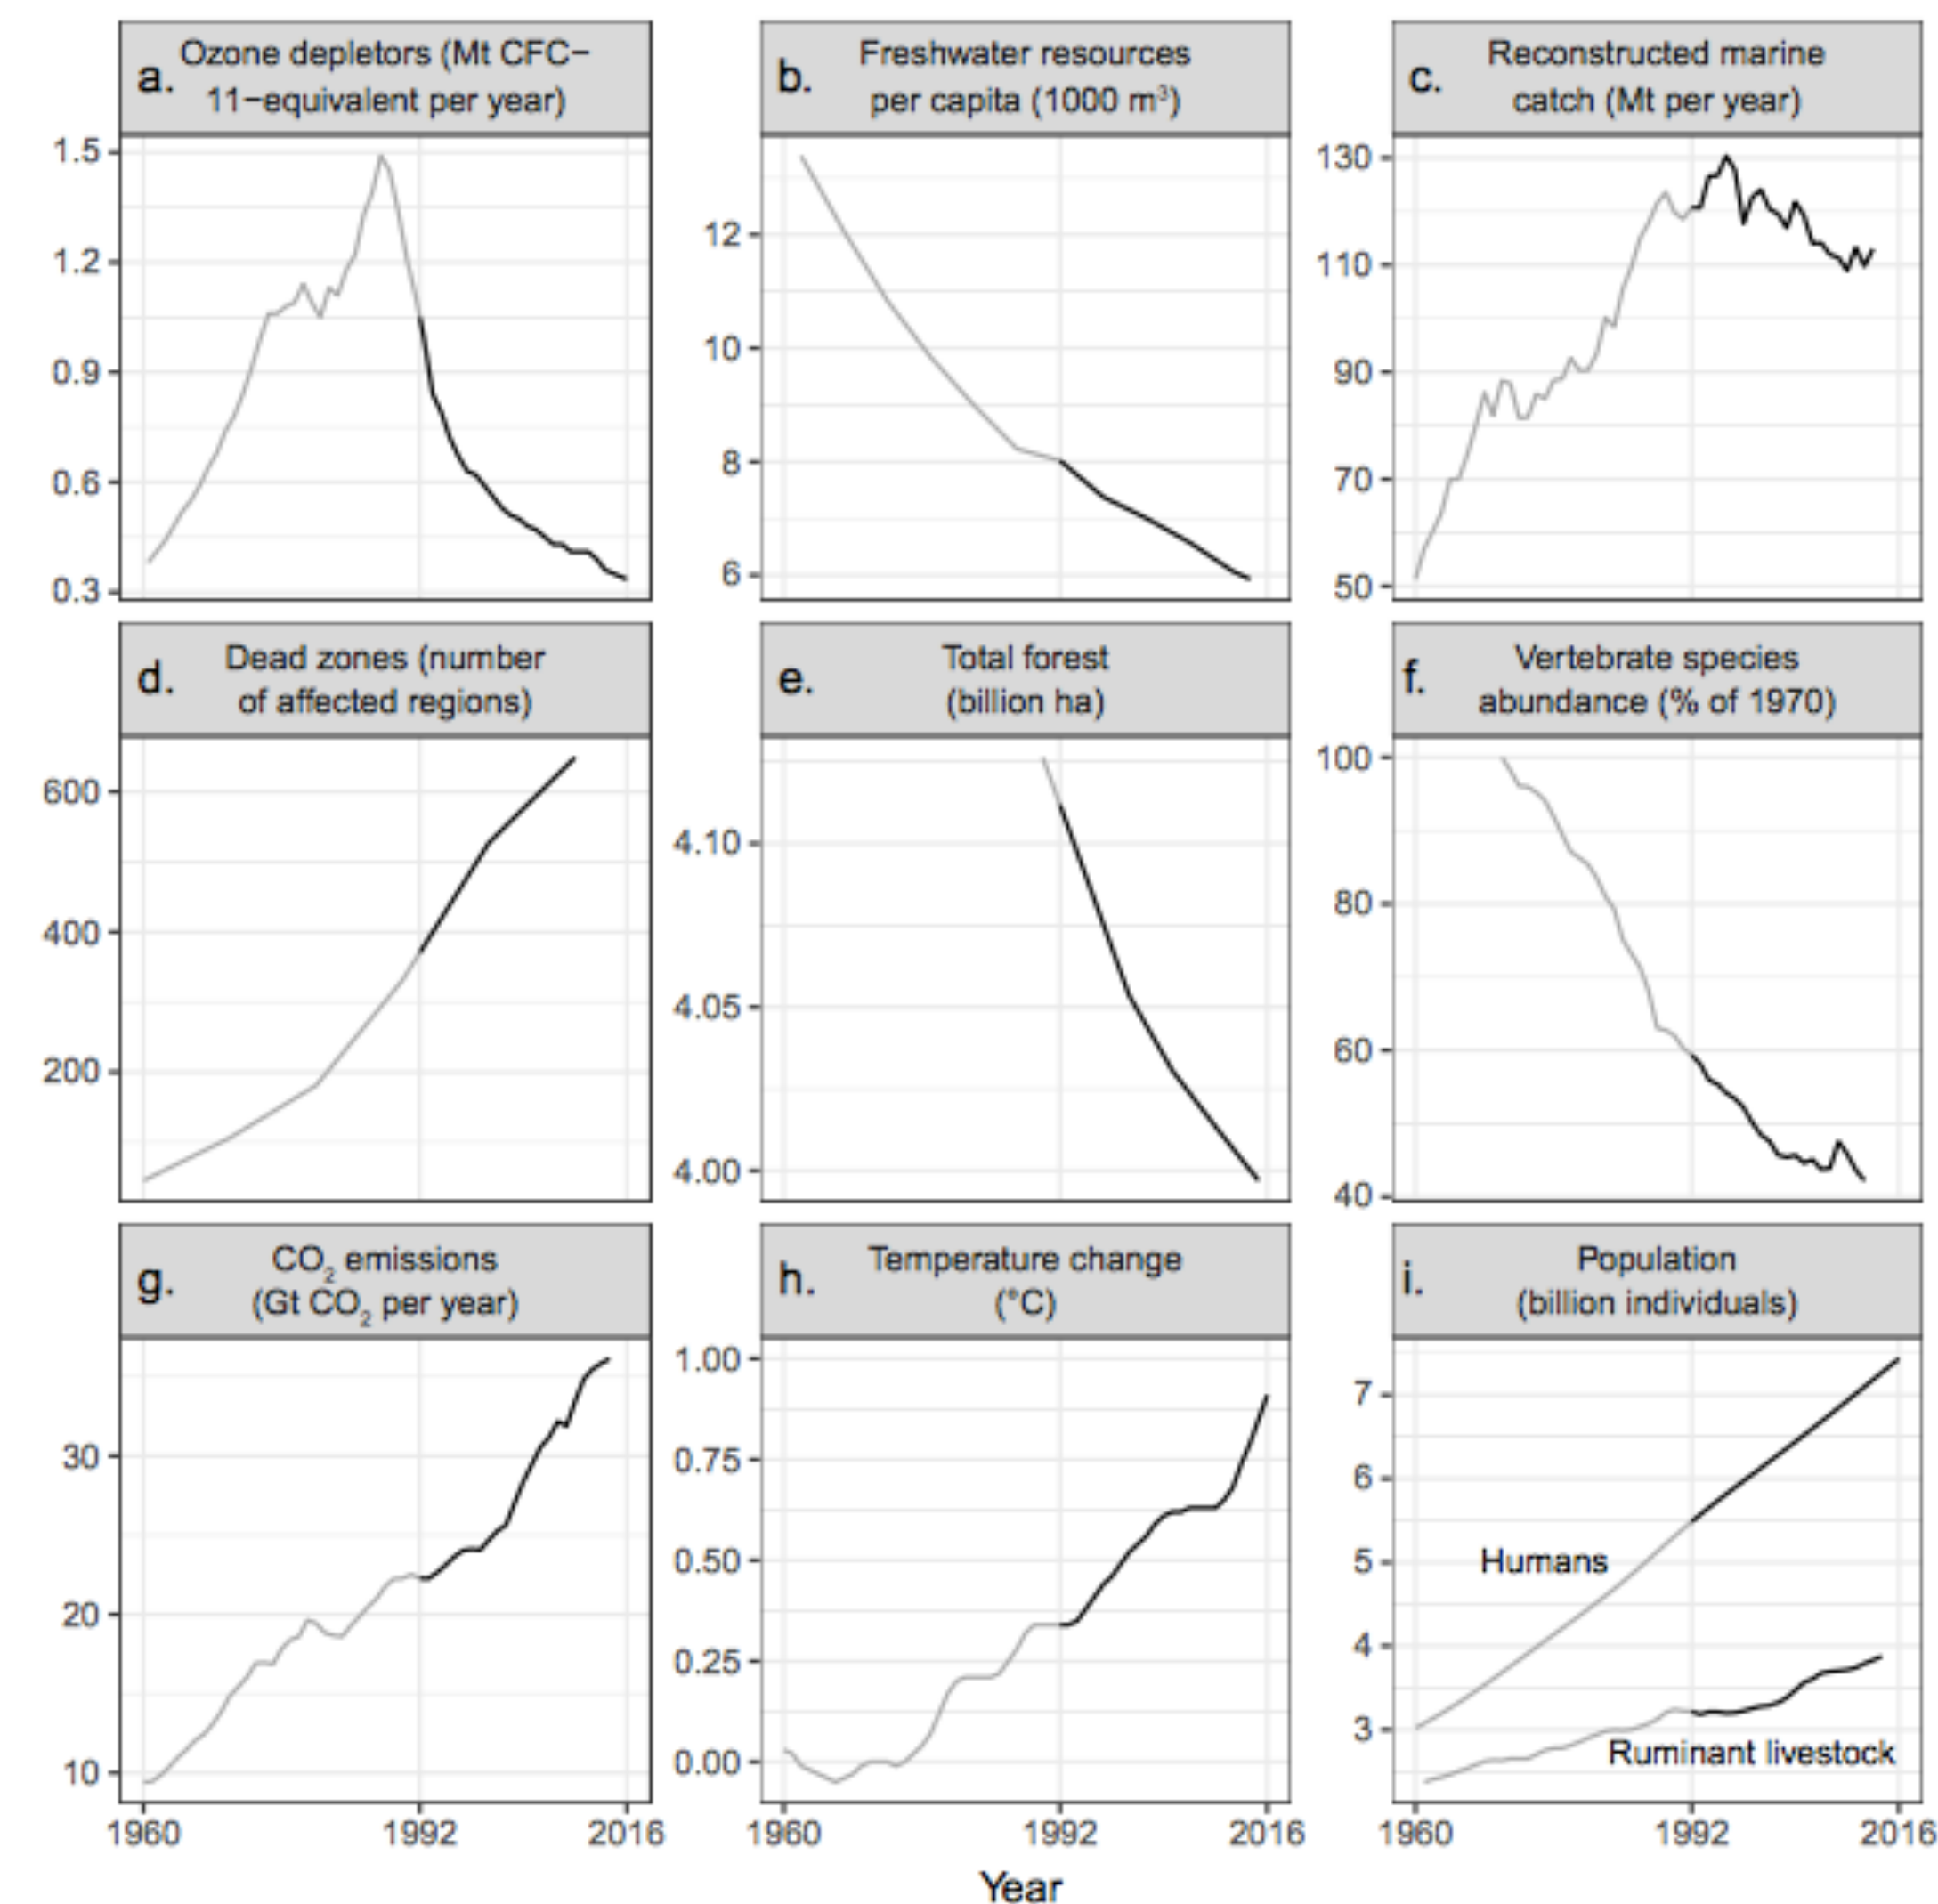 a.
Ozone depletors (Mt CFC−
11−equivalent per year)
b.
Freshwater resources
per capita (1000 m³)
c.
Reconstructed marine
catch (Mt per year)
1.5
1.2
0.9
0.6
0.3
12
10
8
6
130
110
90
70
50
d.
Dead zones (number
of affected regions)
e.
Total forest
(billion ha)
f.
Vertebrate species
abundance (% of 1970)
600
400
200
4.10
4.05
4.00
100
80
60
40
g.
CO₂ emissions
(Gt CO₂ per year)
h.
Temperature change
(°C)
i.
Population
(billion individuals)
30
20
10
1.00
0.75
0.50
0.25
0.00
7
6
5
4
3
Humans
Ruminant livestock
1960 1992 2016
1960 1992 2016
1960 1992 2016
Year